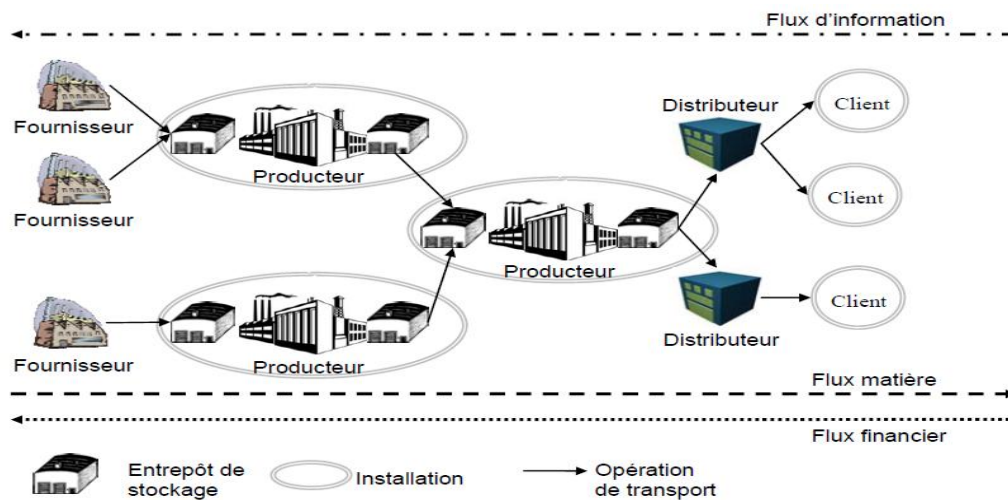 Flux d'information
Fournisseur
Producteur
Distributeur
Client
Fournisseur
Client
Producteur
Fournisseur
Producteur
Distributeur
Client
Flux matière
Flux financier
Entrepôt de
stockage
Installation
Opération
de transport